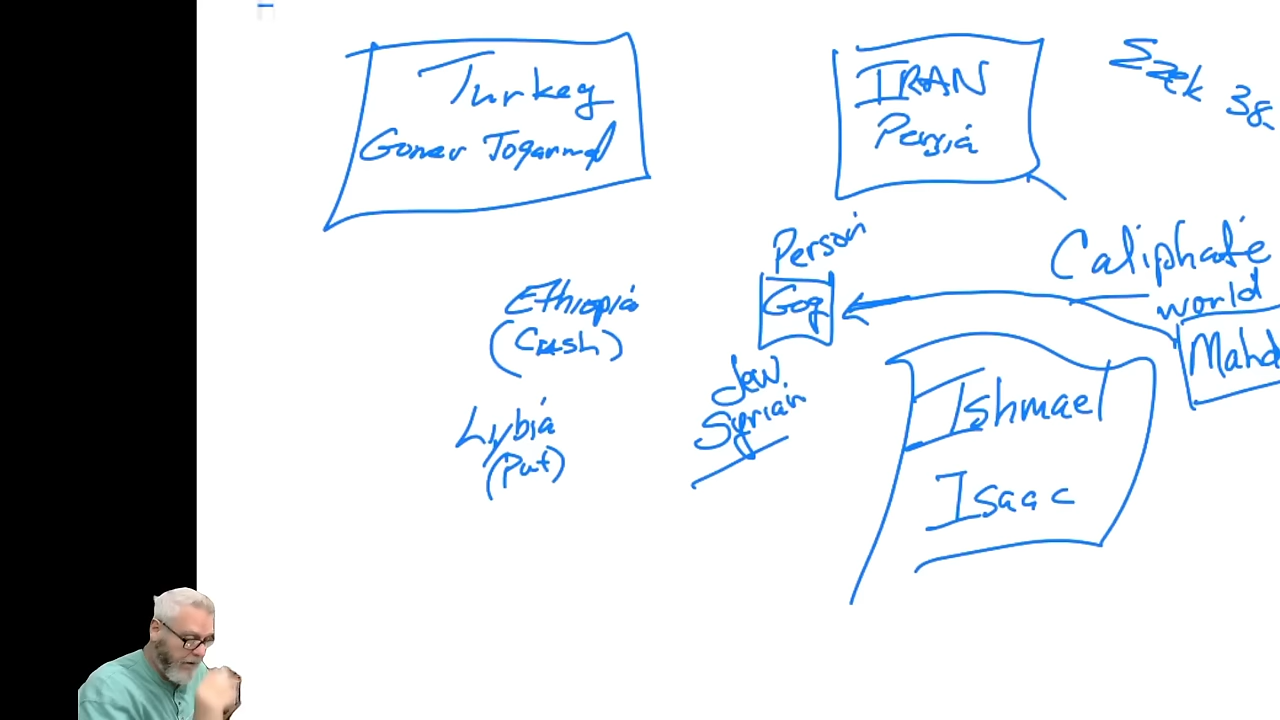 Turkey
Gomer Togarmah
IRAN
Persia
Ezek 38
Person
Gog
Caliphate
world
Mahd
Ethiopia
(Cush)
Jew
Syrian
Lybia
(Put)
Ishmael
Isaac